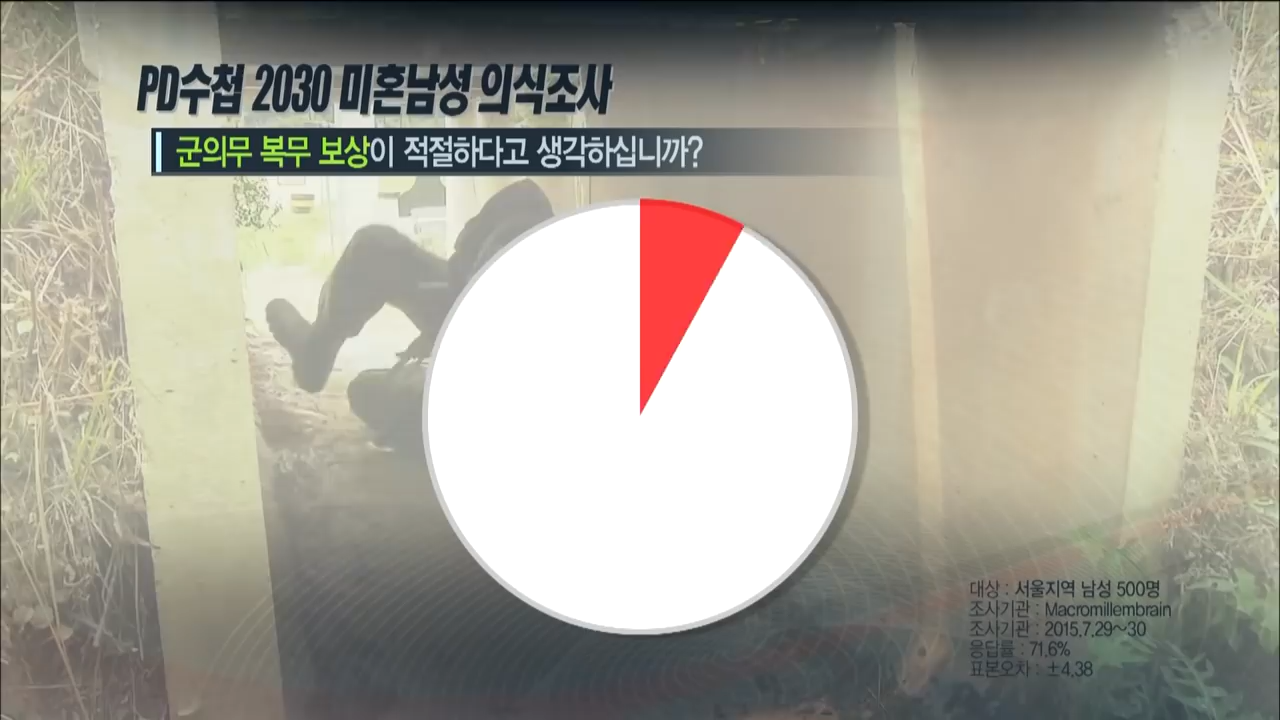 PD수첩 2030 미혼남성 의식조사
군의무 복무 보상이 적절하다고 생각하십니까?
대상 : 서울지역 남성 500명
조사기관 : Macromillembrain
조사기관 : 2015.7.29~30
응답률 : 71.6%
표본오차 : ±4.38